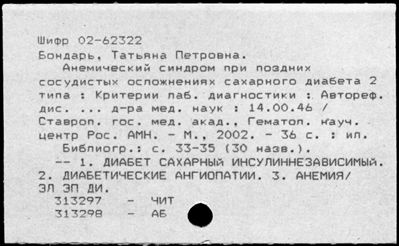 Шифр 02-62322
Бондарь, Татьяна Петровна.
Анемический синдром при поздних
сосудистых осложнениях сахарного диабета 2
типа : Критерии лаб. диагностики : Автореф.
дис. ... д-ра мед. наук : 14.00.46 /
Ставроп. гос. мед. акад., Гематол. науч.
центр Рос. АМН. - М., 2002. - 36 с. : ил.
Библиогр.: с. 33-35 (30 назв.).
-- 1. ДИАБЕТ САХАРНЫЙ ИНСУЛИННЕЗАВИСИМЫЙ.
2. ДИАБЕТИЧЕСКИЕ АНГИОПАТИИ. 3. АНЕМИЯ/
ЭЛ ЭП ДИ.
313297 - ЧИТ
313298 - АБ